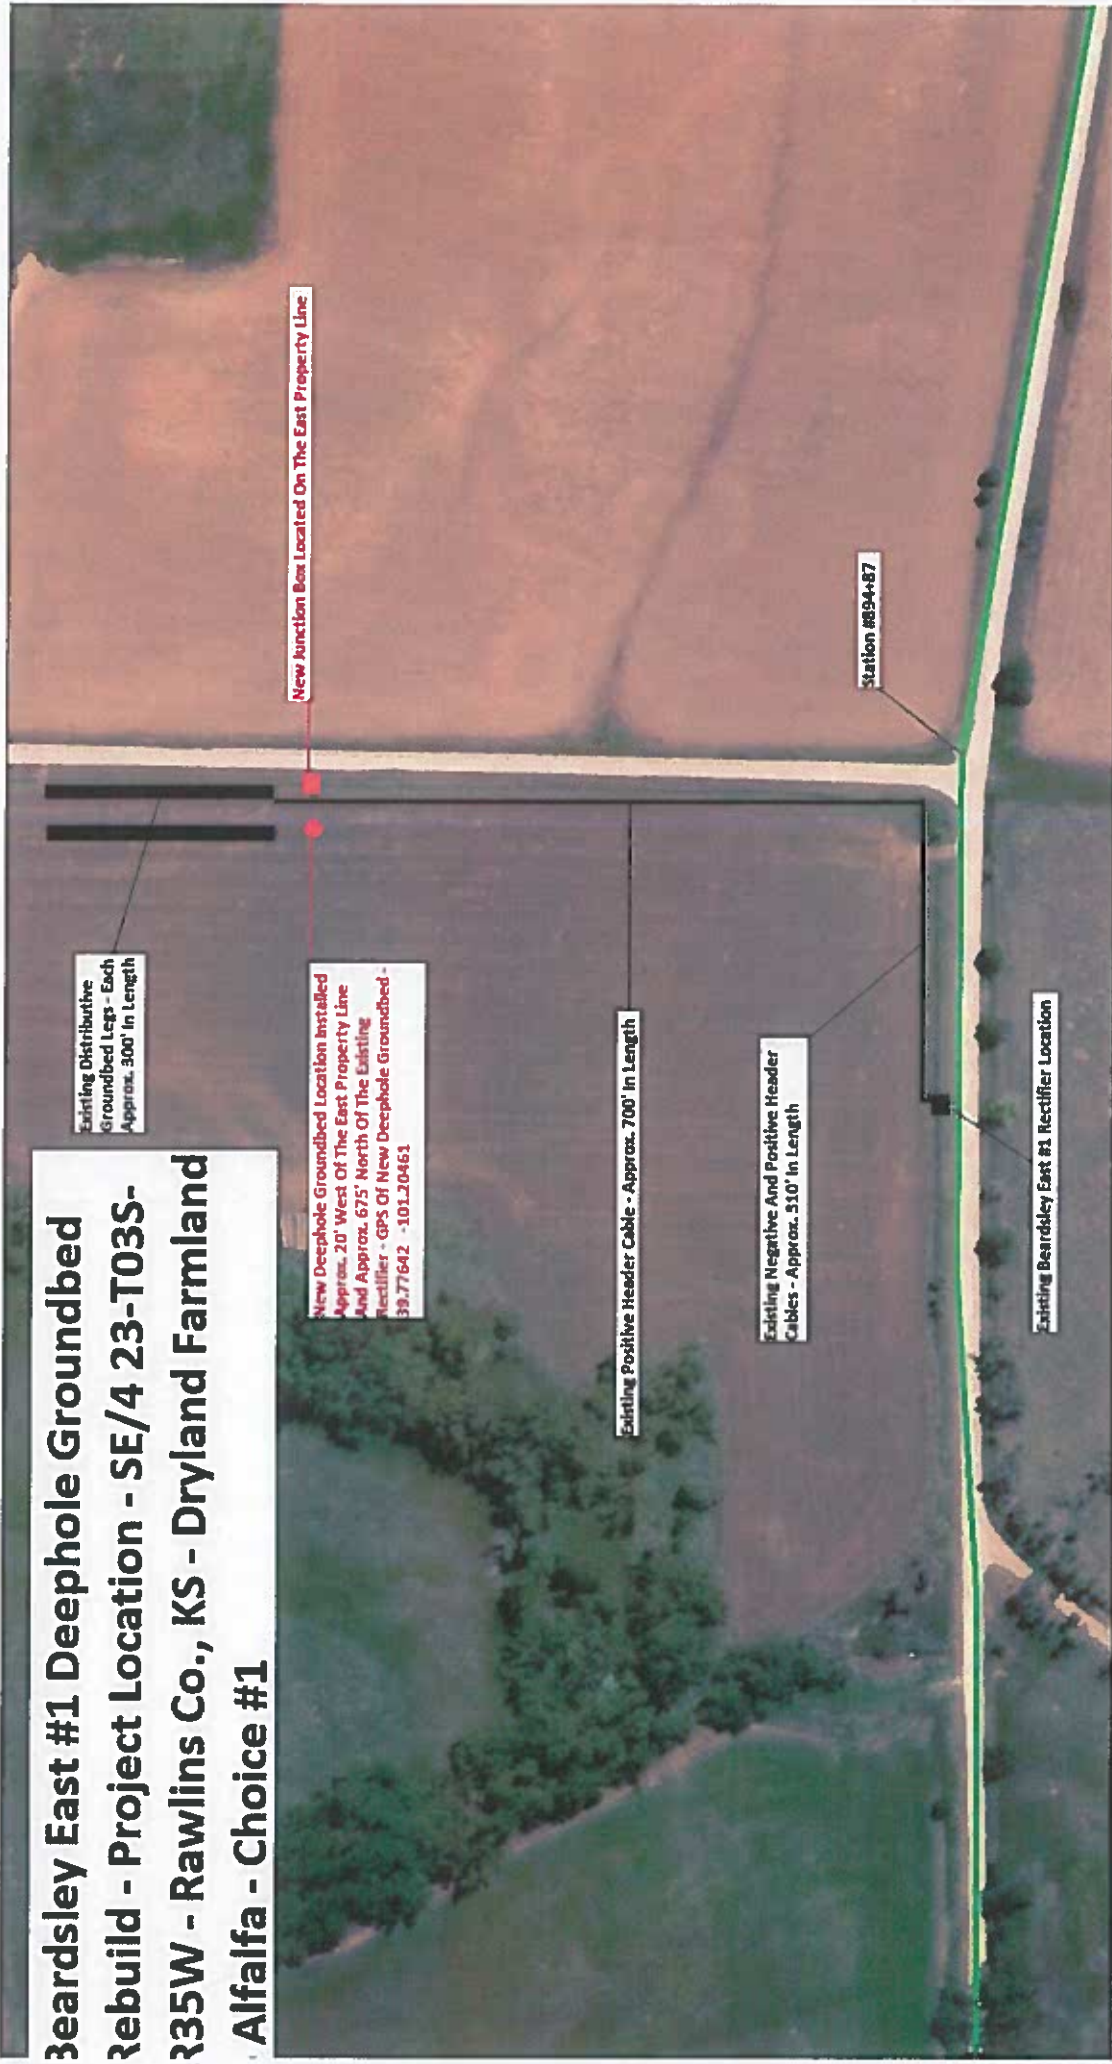 Beardsley East #1 Deephole Groundbed
Rebuild - Project Location - SE/4 23-T03S-
R35W - Rawlins Co., KS - Dryland Farmland
- Alfalfa - Choice #1
Existing Distributive
Groundbed Legs - Each
Approx. 300' In Length
New Junction Box Located On The East Property Line
New Deephole Groundbed Location Installed
Approx. 20' West Of The East Property Line
And Approx. 675' North Of The Existing
Rectifier - GPS Of New Deephole Groundbed -
39.77642 -101.20461
Existing Positive Header Cable - Approx. 700' In Length
Existing Negative And Positive Header
Cables - Approx. 310' In Length
Station #894+87
Existing Beardsley East #1 Rectifier Location